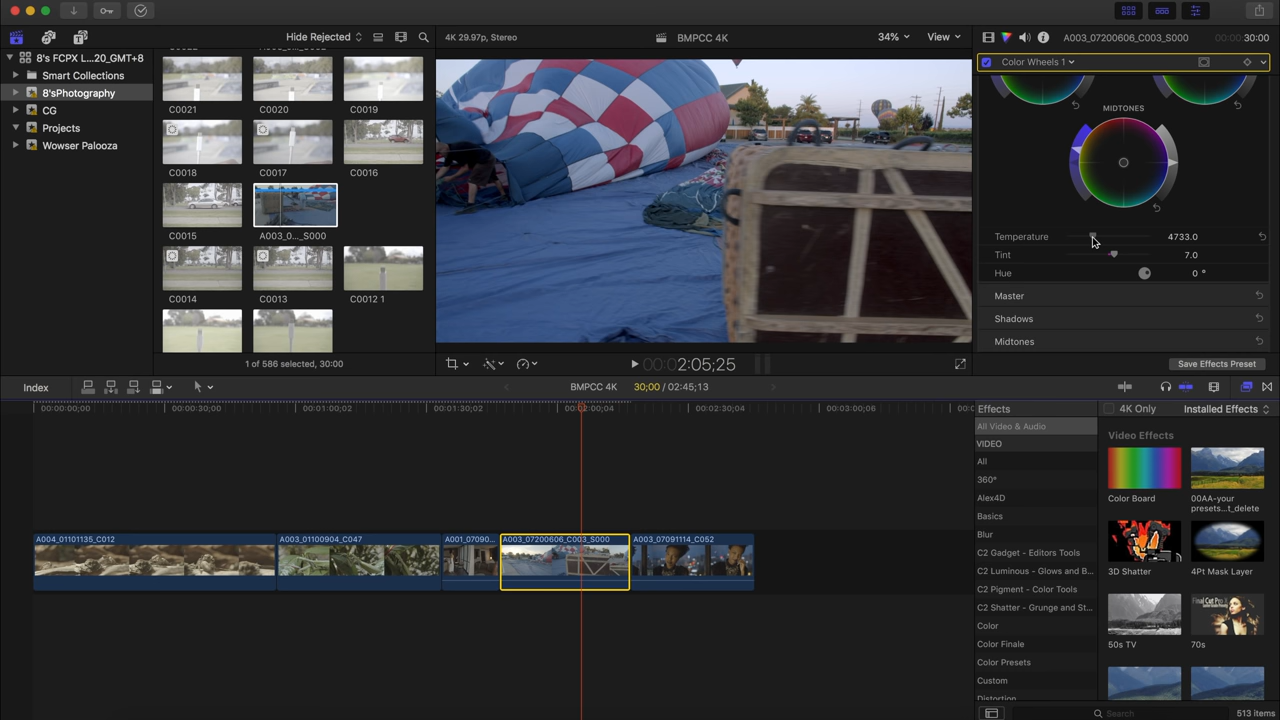 Hide Rejected
4K 29.97p, Stereo
BMPCC 4K
34%
View
A003_07200606_C003_S000
00:00:30:00
8's FCPX L...20_GMT+8
Smart Collections
8'sPhotography
CG
Projects
Wowser Palooza
C0021
C0020
C0019
C0018
C0017
C0016
C0015
A003_0..._S000
C0014
C0013
C0012 1
1 of 586 selected, 30:00
2:05;25
Color Wheels 1
MIDTONES
Temperature
4733.0
Tint
7.0
Hue
0 °
Master
Shadows
Midtones
Save Effects Preset
Index
BMPCC 4K
30;00 / 02:45;13
00:00:00;00
00:00:30;00
00:01:00;02
00:01:30;02
00:02:00;04
00:02:30;04
00:03:00;06
A004_01101135_C012
A003_01100904_C047
A001_07090...
A003_07200606_C003_S000
A003_07091114_C052
Effects
4K Only
Installed Effects
All Video & Audio
VIDEO
All
360°
Alex4D
Basics
Blur
C2 Gadget - Editors Tools
C2 Luminous - Glows and B...
C2 Pigment - Color Tools
C2 Shatter - Grunge and St...
Color
Color Finale
Color Presets
Custom
Distortion
Video Effects
Color Board
00AA-your
presets...t_delete
3D Shatter
4Pt Mask Layer
50s TV
70s
Search
513 items